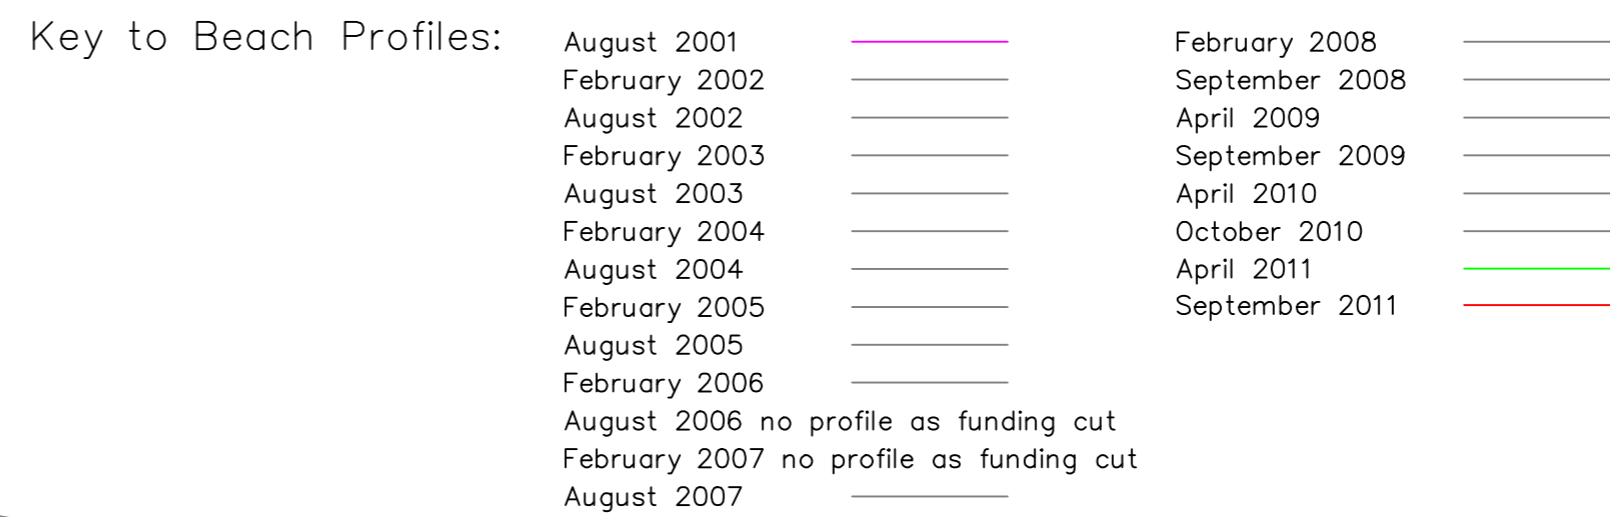 Key to Beach Profiles:
August 2001
February 2002
August 2002
February 2003
August 2003
February 2004
August 2004
February 2005
August 2005
February 2006
August 2006 no profile as funding cut
February 2007 no profile as funding cut
August 2007
February 2008
September 2008
April 2009
September 2009
April 2010
October 2010
April 2011
September 2011